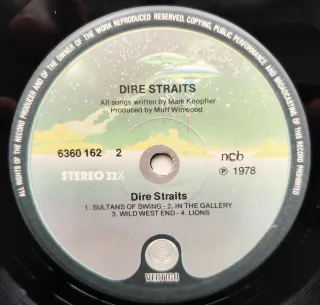 ALL RIGHTS OF THE RECORD PRODUCER AND OF THE OWNER OF THE WORK REPRODUCED RESERVED. COPYING, PUBLIC PERFORMANCE AND BROADCASTING OF THIS RECORD PROHIBITED
DIRE STRAITS
All songs written by Mark Knopfler
Produced by Muff Winwood
6360 162 2
ncb
STEREO 33⅓
℗ 1978
Dire Straits
1. SULTANS OF SWING - 2. IN THE GALLERY
3. WILD WEST END - 4. LIONS
VERTIGO